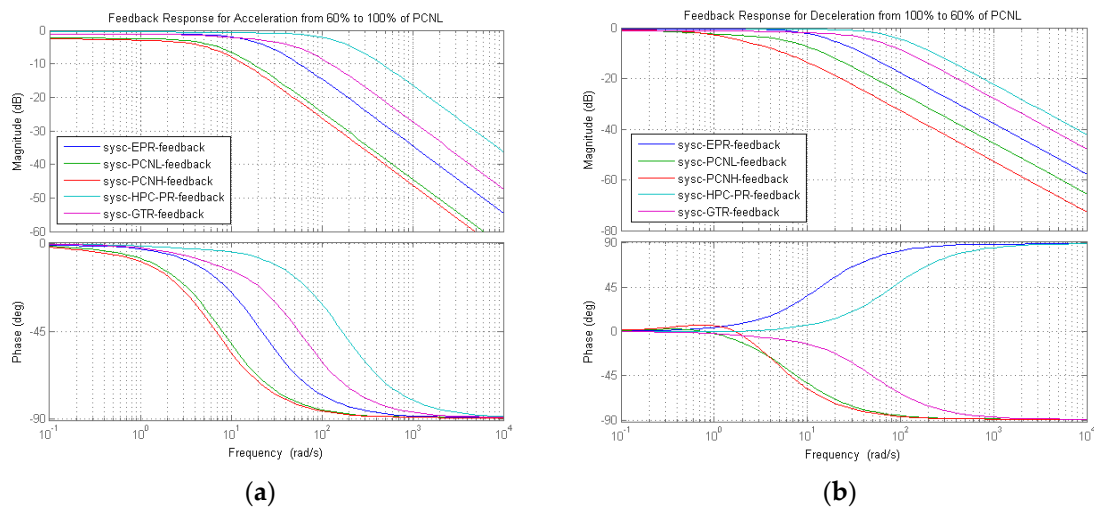 Feedback Response for Acceleration from 60% to 100% of PCNL
0
-10
-20
-30
-40
-50
-60
Magnitude (dB)
sysc-EPR-feedback
sysc-PCNL-feedback
sysc-PCNH-feedback
sysc-HPC-PR-feedback
sysc-GTR-feedback
0
-45
-90
Phase (deg)
10^-1 10^0 10^1 10^2 10^3 10^4
Frequency (rad/s)
(a)
Feedback Response for Deceleration from 100% to 60% of PCNL
0
-20
-40
-60
-80
Magnitude (dB)
sysc-EPR-feedback
sysc-PCNL-feedback
sysc-PCNH-feedback
sysc-HPC-PR-feedback
sysc-GTR-feedback
90
45
0
-45
-90
Phase (deg)
10^-1 10^0 10^1 10^2 10^3 10^4
Frequency (rad/s)
(b)